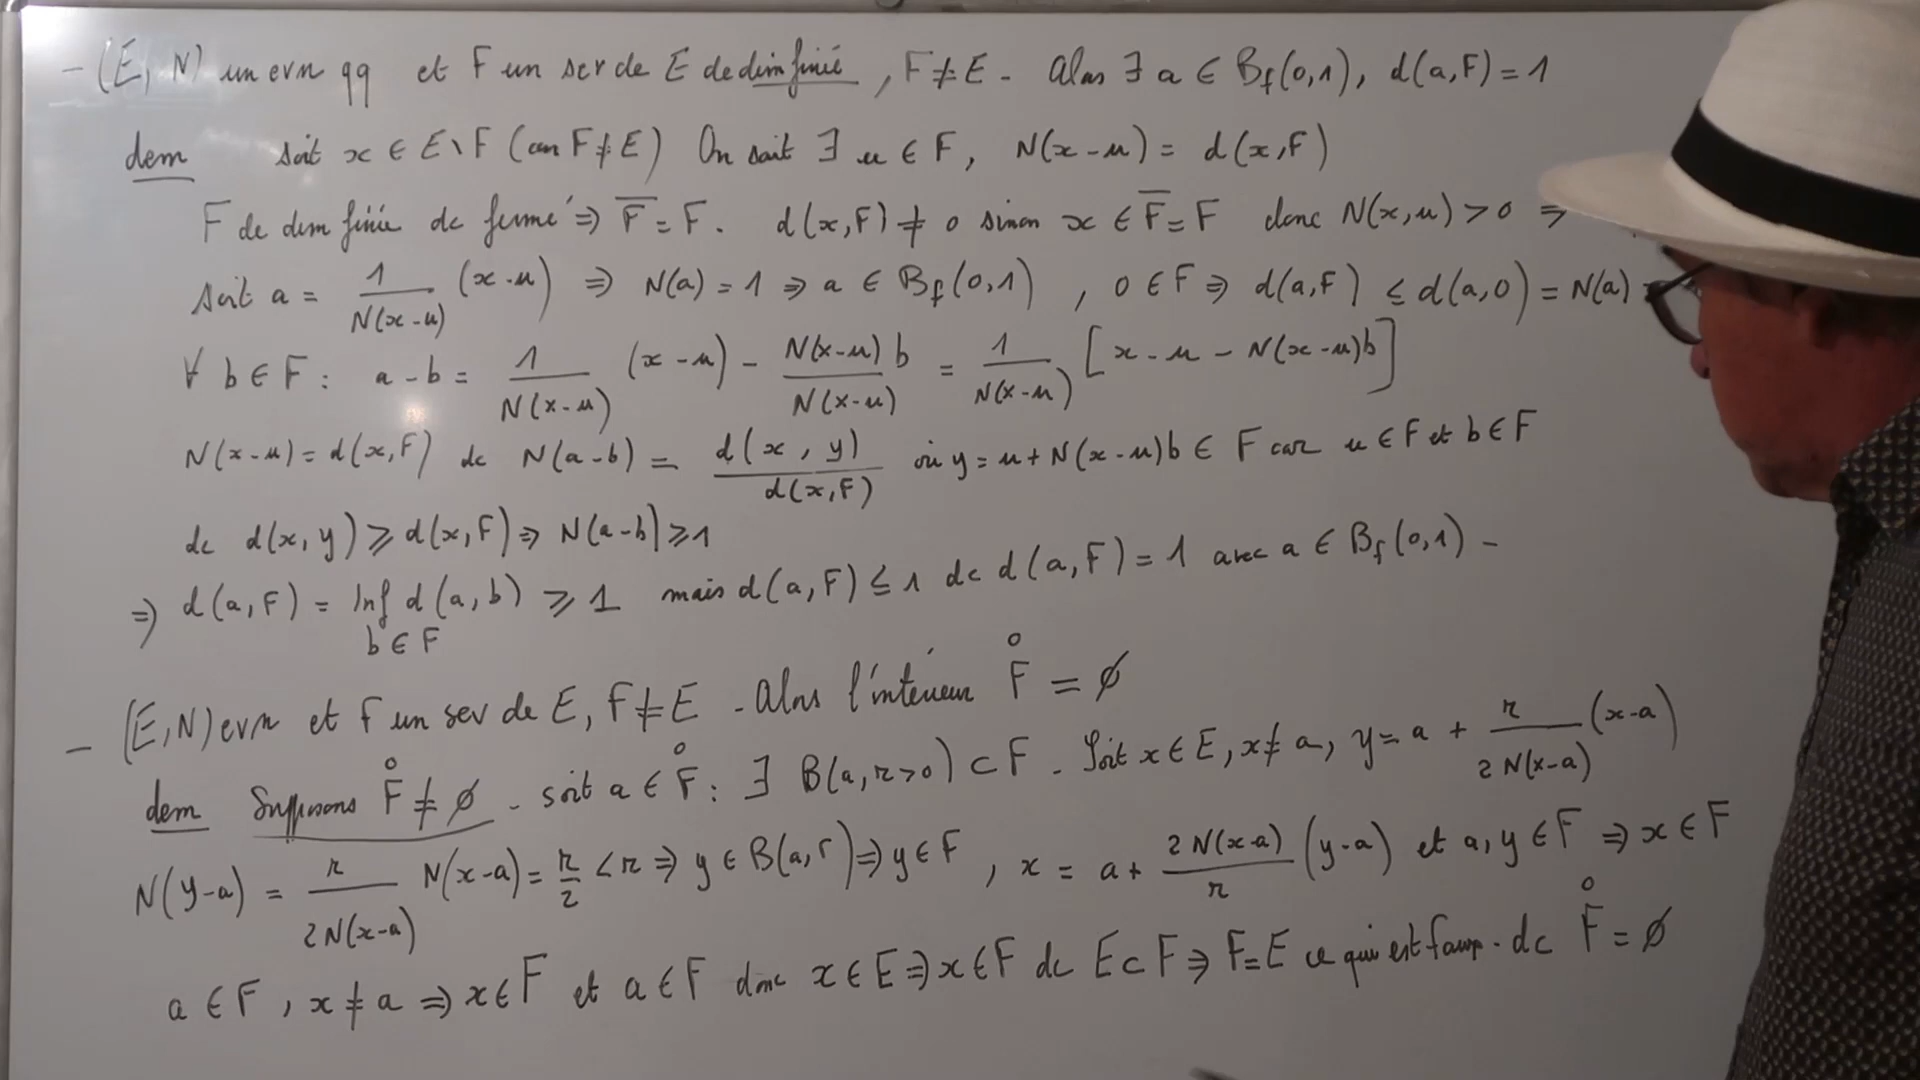 - (E, N) un evn qq et F un sev de E de dim finie, F ≠ E - Alors ∃ a ∈ B_f(0,1), d(a,F) = 1
dem soit x ∈ E\F (car F ≠ E) On sait ∃ u ∈ F, N(x-u) = d(x,F)
F de dim finie dc fermé ⇒ F̅ = F. d(x,F) ≠ 0 sinon x ∈ F̅ = F donc N(x,u) > 0 ⇒
soit a = 1/N(x-u) (x-u) ⇒ N(a) = 1 ⇒ a ∈ B_f(0,1), 0 ∈ F ⇒ d(a,F) ≤ d(a,0) = N(a)
∀ b ∈ F : a-b = 1/N(x-u) (x-u) - N(x-u)b/N(x-u) = 1/N(x-u) [x-u - N(x-u)b]
N(x-u) = d(x,F) dc N(a-b) = d(x,y)/d(x,F) où y = u + N(x-u)b ∈ F car u ∈ F et b ∈ F
dc d(x,y) ⩾ d(x,F) ⇒ N(a-b) ⩾ 1
⇒ d(a,F) = Inf_{b ∈ F} d(a,b) ⩾ 1 mais d(a,F) ≤ 1 dc d(a,F) = 1 avec a ∈ B_f(0,1) -
- (E,N) evn et F un sev de E, F ≠ E - Alors l'intérieur F̊ = ∅
dem Supposons F̊ ≠ ∅ - soit a ∈ F̊ : ∃ B(a, r>0) ⊂ F - Soit x ∈ E, x ≠ a, y = a + r/2N(x-a) (x-a)
N(y-a) = r/2N(x-a) N(x-a) = r/2 < r ⇒ y ∈ B(a,r) ⇒ y ∈ F, x = a + 2N(x-a)/r (y-a) et a, y ∈ F ⇒ x ∈ F
a ∈ F, x ≠ a ⇒ x ∈ F et a ∈ F donc x ∈ E ⇒ x ∈ F dc E ⊂ F ⇒ F = E ce qui est faux. dc F̊ = ∅